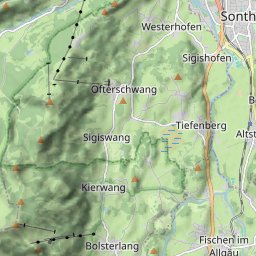 Westerhofen
Sonth
Sigishofen
Ofterschwang
B
Tiefenberg
Altst
Sigiswang
Kierwang
Fischen im
Allgäu
Bolsterlang